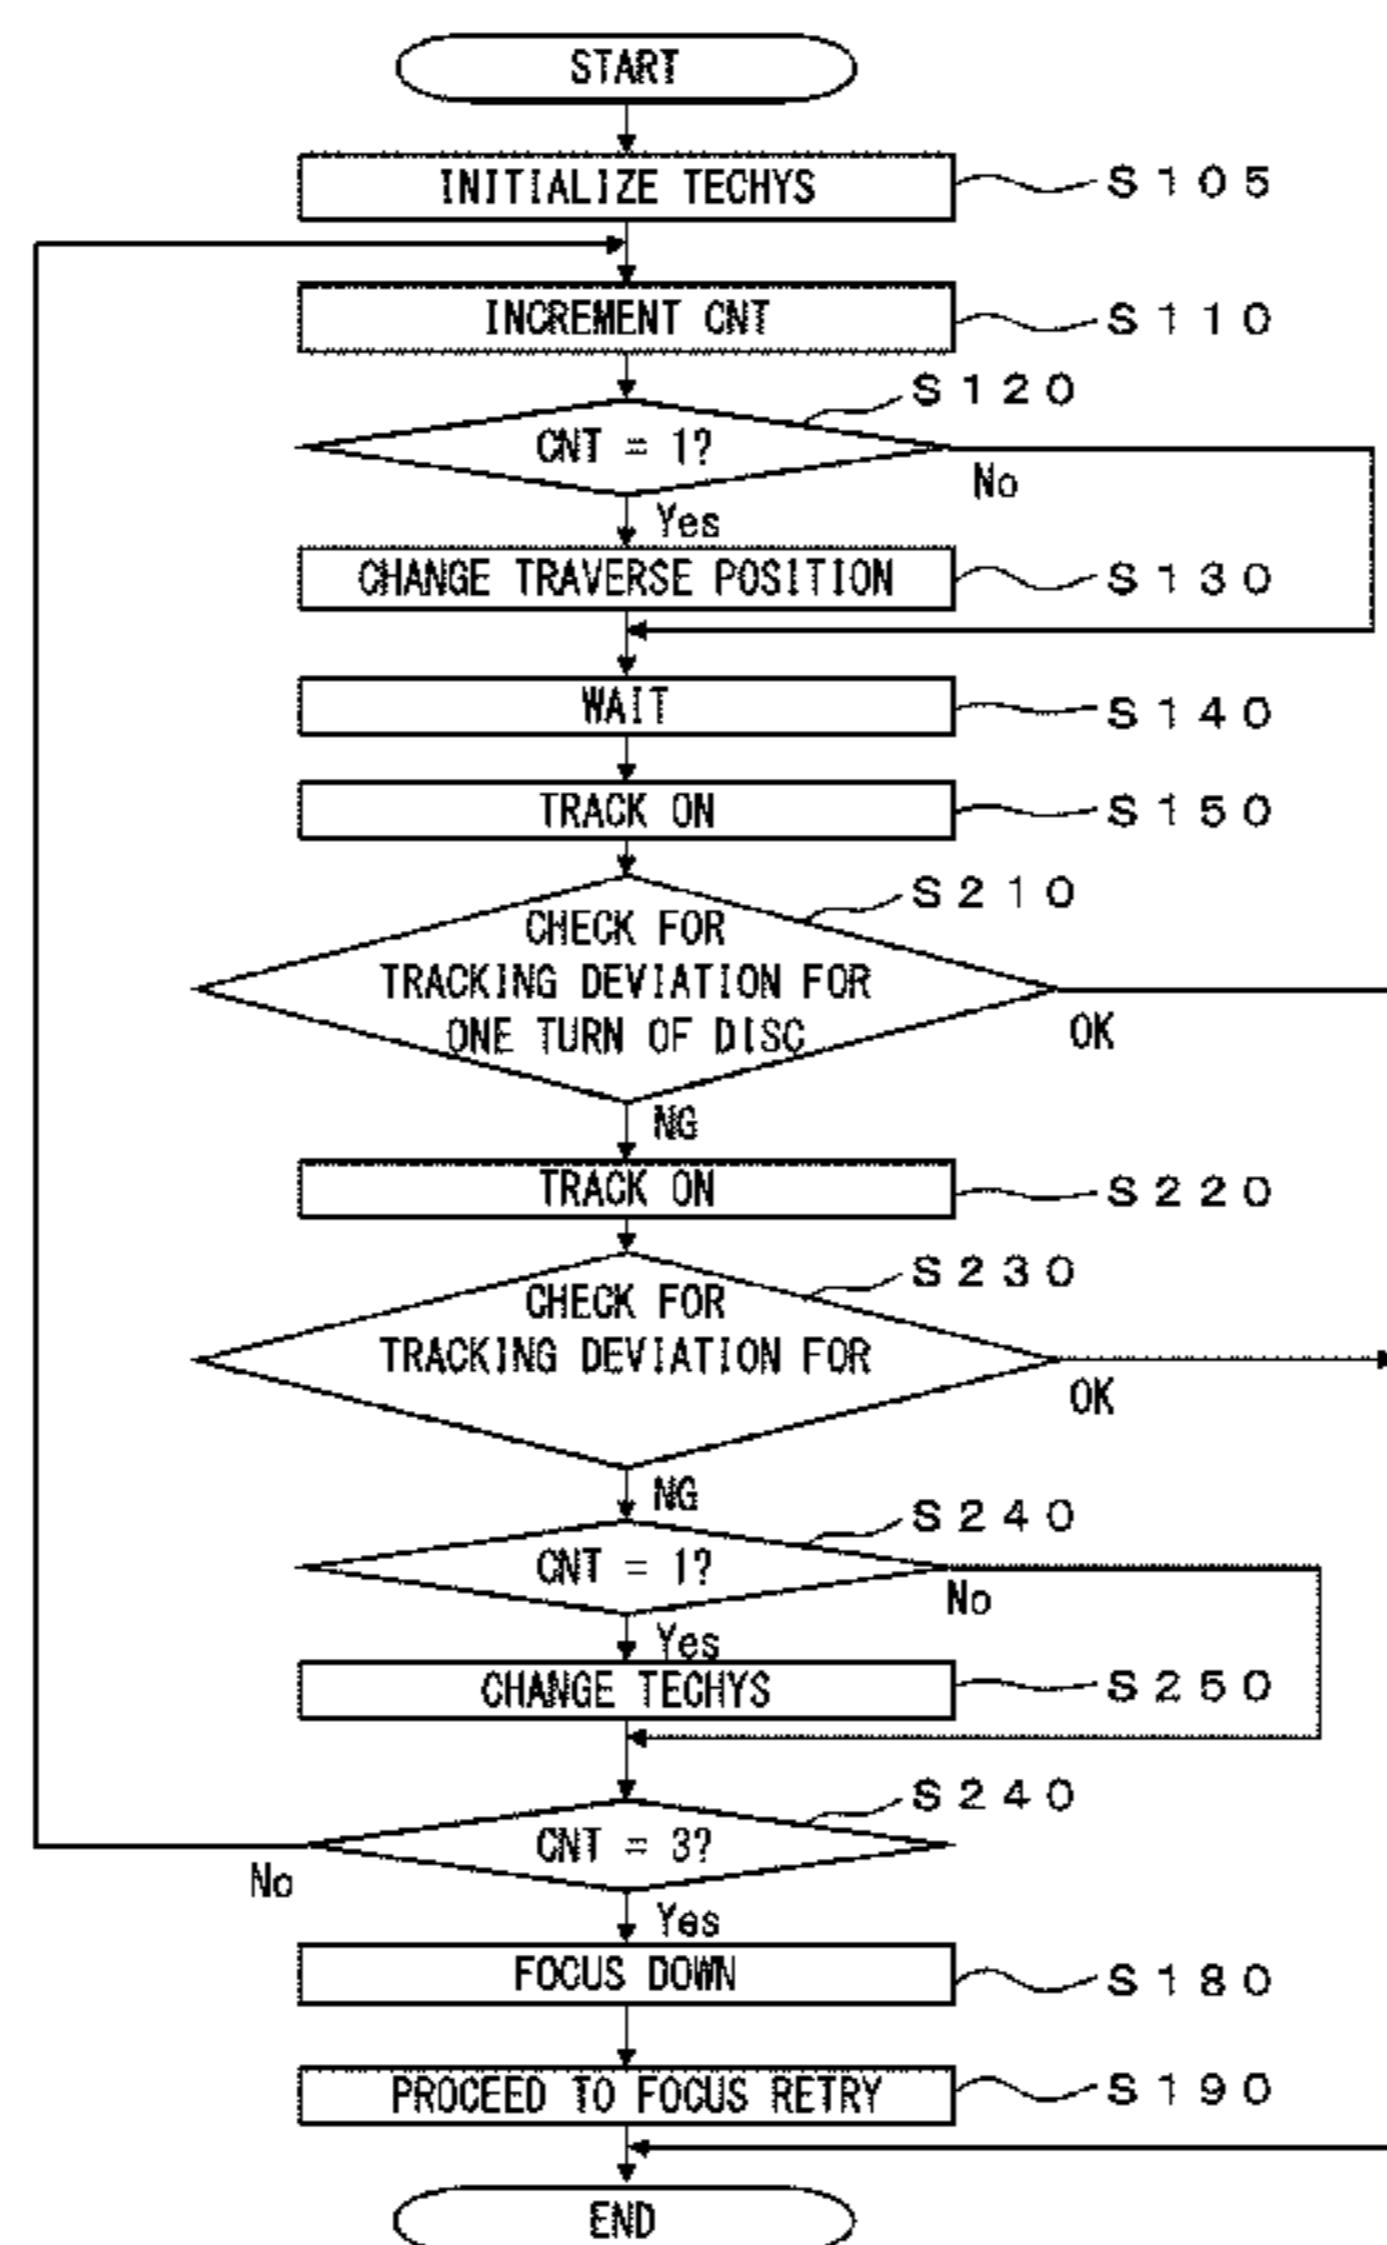 START
INITIALIZE TECHYS
S105
INCREMENT CNT
S110
S120
CNT = 1?
No
Yes
CHANGE TRAVERSE POSITION
S130
WAIT
S140
TRACK ON
S150
S210
CHECK FOR
TRACKING DEVIATION FOR
ONE TURN OF DISC
OK
NG
TRACK ON
S220
S230
CHECK FOR
TRACKING DEVIATION FOR
OK
NG
S240
CNT = 1?
No
Yes
CHANGE TECHYS
S250
S240
CNT = 3?
No
Yes
FOCUS DOWN
S180
PROCEED TO FOCUS RETRY
S190
END